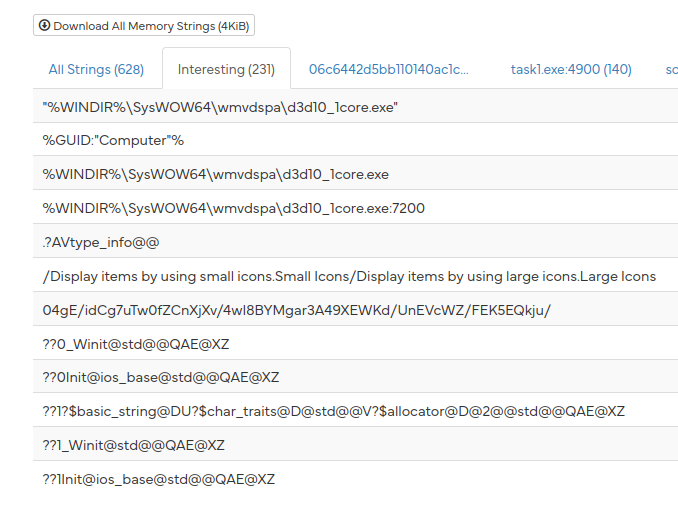 Download All Memory Strings (4KiB)
All Strings (628) Interesting (231) 06c6442d5bb110140ac1c... task1.exe:4900 (140) sc
"%WINDIR%\SysWOW64\wmvdspa\d3d10_1core.exe"
%GUID:"Computer"%
%WINDIR%\SysWOW64\wmvdspa\d3d10_1core.exe
%WINDIR%\SysWOW64\wmvdspa\d3d10_1core.exe:7200
.?AVtype_info@@
/Display items by using small icons.Small Icons/Display items by using large icons.Large Icons
04gE/idCg7uTw0fZCnXjXv/4wl8BYMgar3A49XEWKd/UnEVcWZ/FEK5EQkju/
??0_Winit@std@@QAE@XZ
??0Init@ios_base@std@@QAE@XZ
??1?$basic_string@DU?$char_traits@D@std@@V?$allocator@D@2@@std@@QAE@XZ
??1_Winit@std@@QAE@XZ
??1Init@ios_base@std@@QAE@XZ